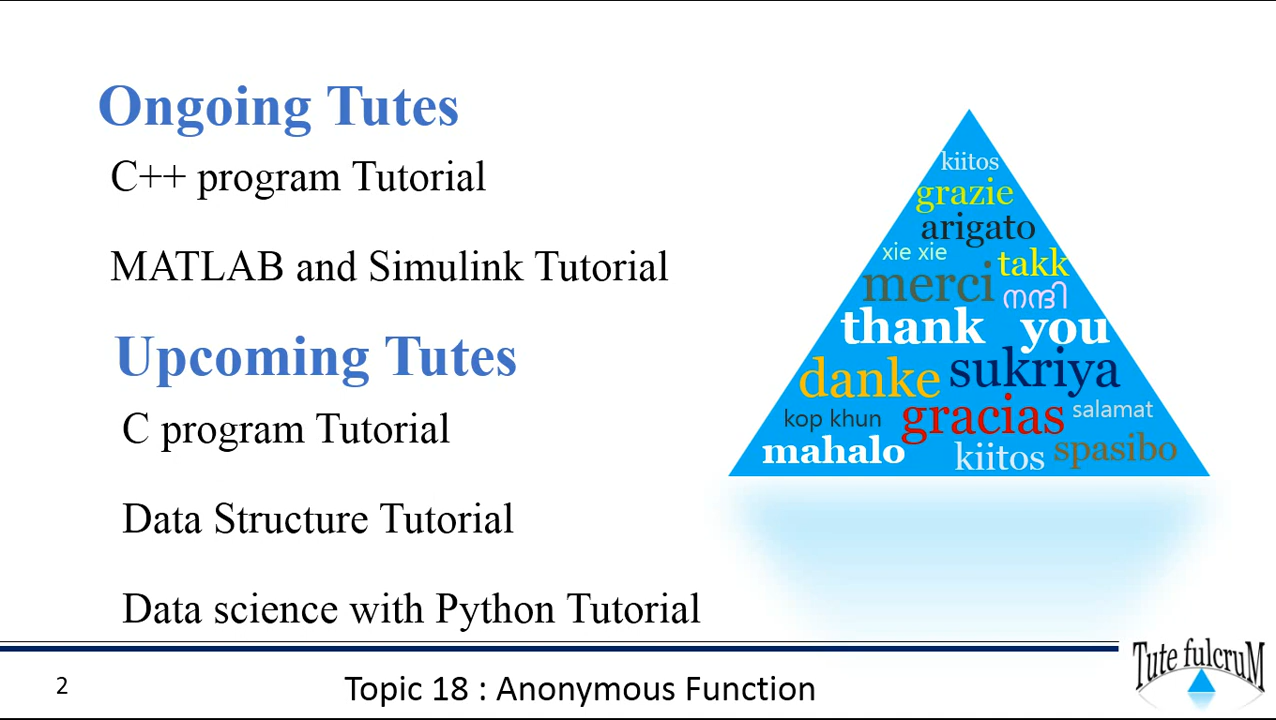 Ongoing Tutes
C++ program Tutorial
MATLAB and Simulink Tutorial
Upcoming Tutes
C program Tutorial
Data Structure Tutorial
Data science with Python Tutorial
kiitos
grazie
arigato
xie xie
takk
merci
നന്ദി
thank you
danke
sukriya
kop khun
gracias
salamat
mahalo
kiitos
spasibo
2
Topic 18 : Anonymous Function
Tute fulcruM